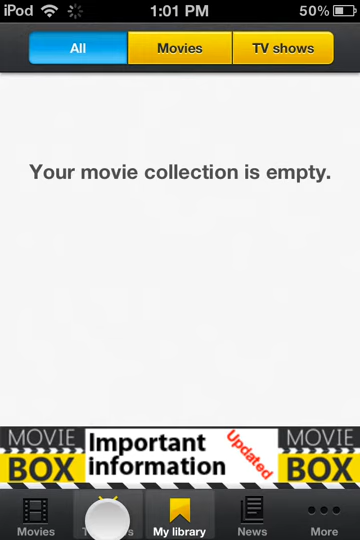 iPod 1:01 PM 50%
All Movies TV shows
Your movie collection is empty.
MOVIE BOX
Important information
Updated
MOVIE BOX
Movies My library News More